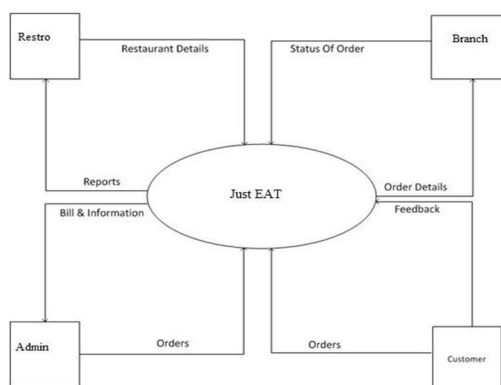 Restro
Branch
Restaurant Details
Status Of Order
Reports
Just EAT
Order Details
Bill & Information
Feedback
Admin
Orders
Orders
Customer